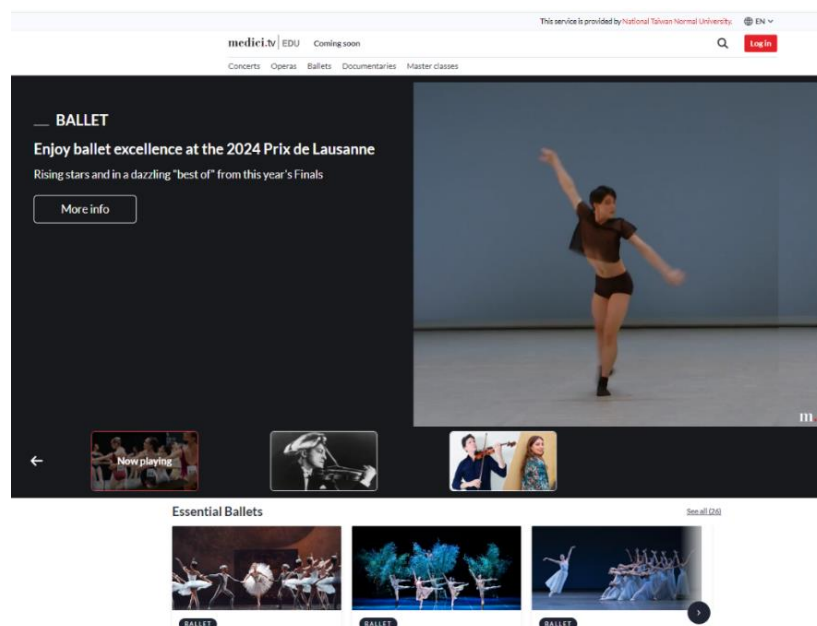 This service is provided by National Taiwan Normal University. EN
medici.tv EDU Coming soon
Log in
Concerts Operas Ballets Documentaries Master classes
BALLET
Enjoy ballet excellence at the 2024 Prix de Lausanne
Rising stars and in a dazzling "best of" from this year's Finals
More info
m.
Now playing
Essential Ballets
See all (26)
BALLET BALLET BALLET